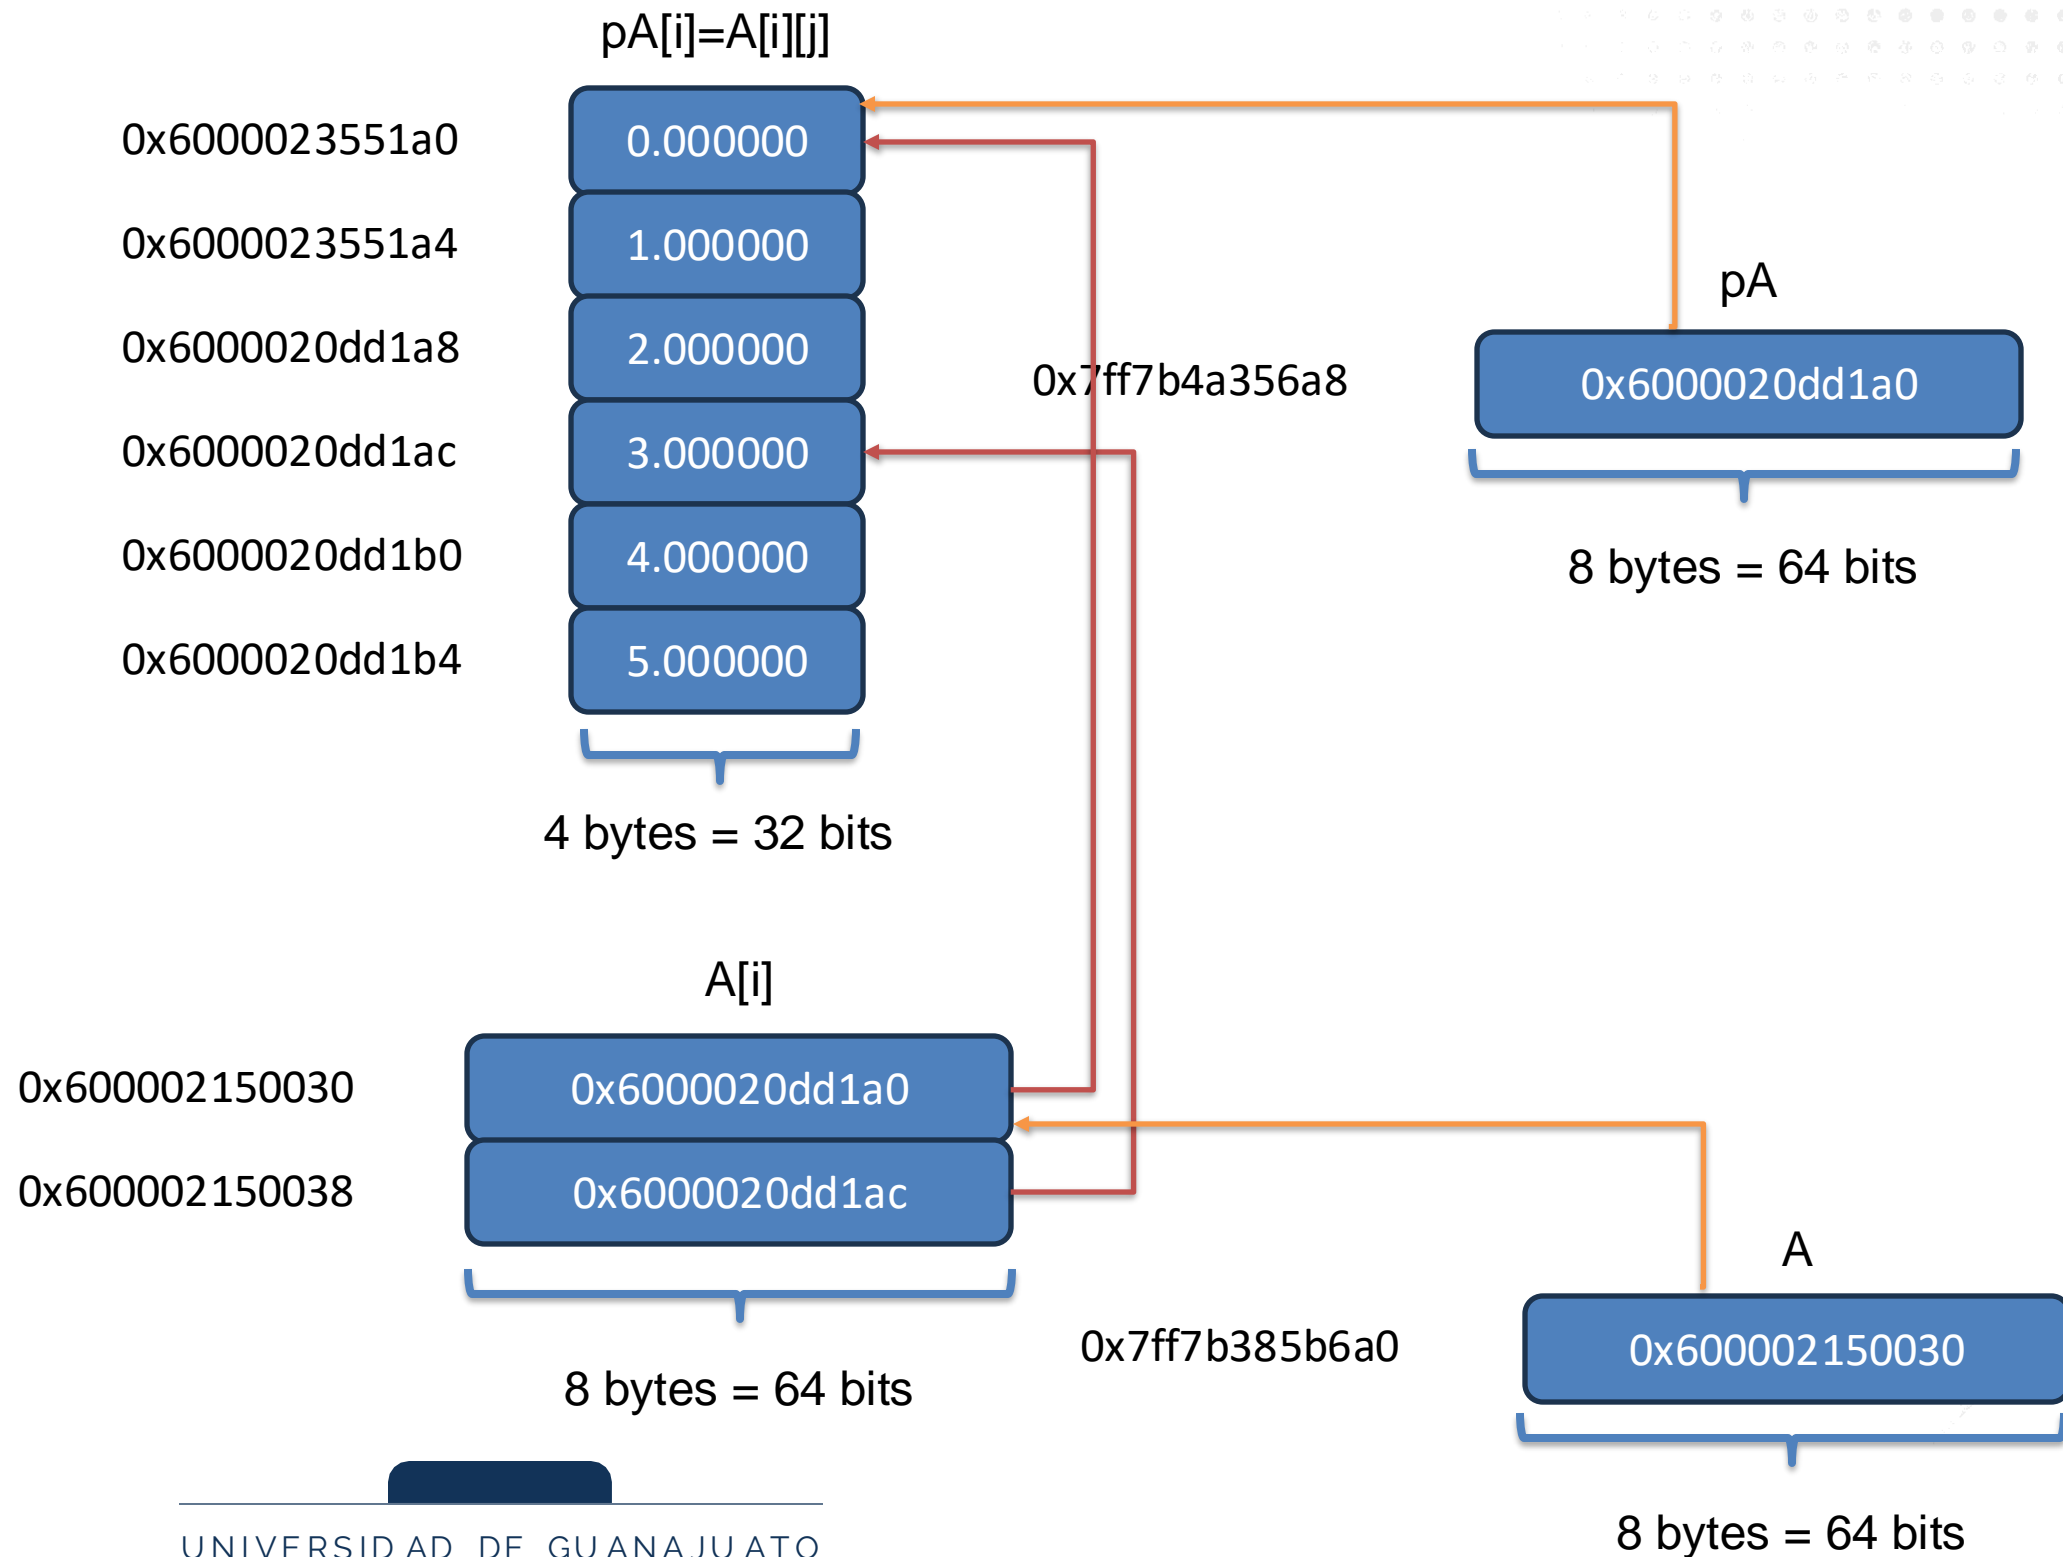 pA[i]=A[i][j]
0x6000023551a0
0.000000
0x6000023551a4
1.000000
pA
0x6000020dd1a8
2.000000
0x7ff7b4a356a8
0x6000020dd1a0
0x6000020dd1ac
3.000000
0x6000020dd1b0
4.000000
8 bytes = 64 bits
0x6000020dd1b4
5.000000
4 bytes = 32 bits
A[i]
0x600002150030
0x6000020dd1a0
0x600002150038
0x6000020dd1ac
A
0x7ff7b385b6a0
0x600002150030
8 bytes = 64 bits
8 bytes = 64 bits
UNIVERSIDAD DE GUANAJUATO